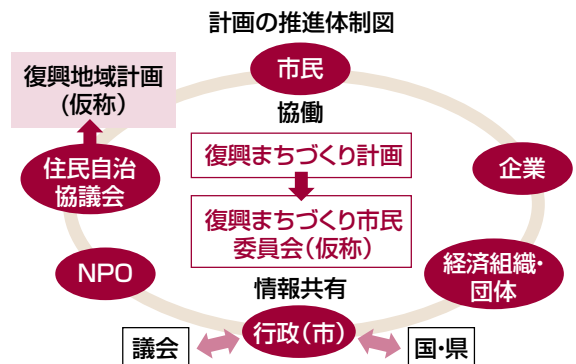 計画の推進体制図
市民
復興地域計画
(仮称)
協働
住民自治
協議会
復興まちづくり計画
企業
復興まちづくり市民
委員会(仮称)
NPO
経済組織・
団体
情報共有
議会
行政(市)
国・県